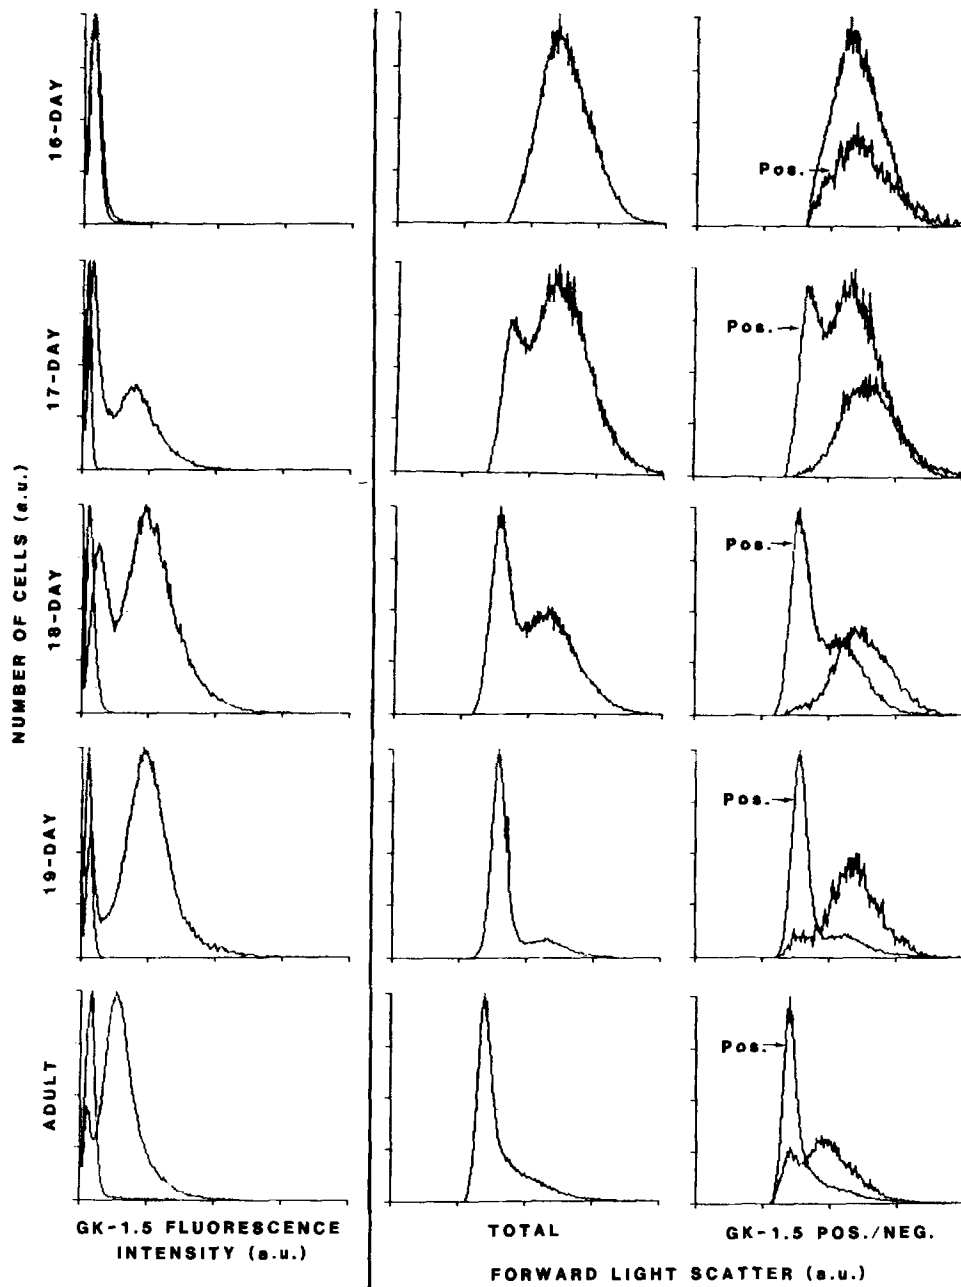 NUMBER OF CELLS (a.u.)
16-DAY
Pos.
17-DAY
Pos.
18-DAY
Pos.
19-DAY
Pos.
ADULT
Pos.
GK-1.5 FLUORESCENCE
INTENSITY (a.u.)
TOTAL
GK-1.5 POS./NEG.
FORWARD LIGHT SCATTER (a.u.)